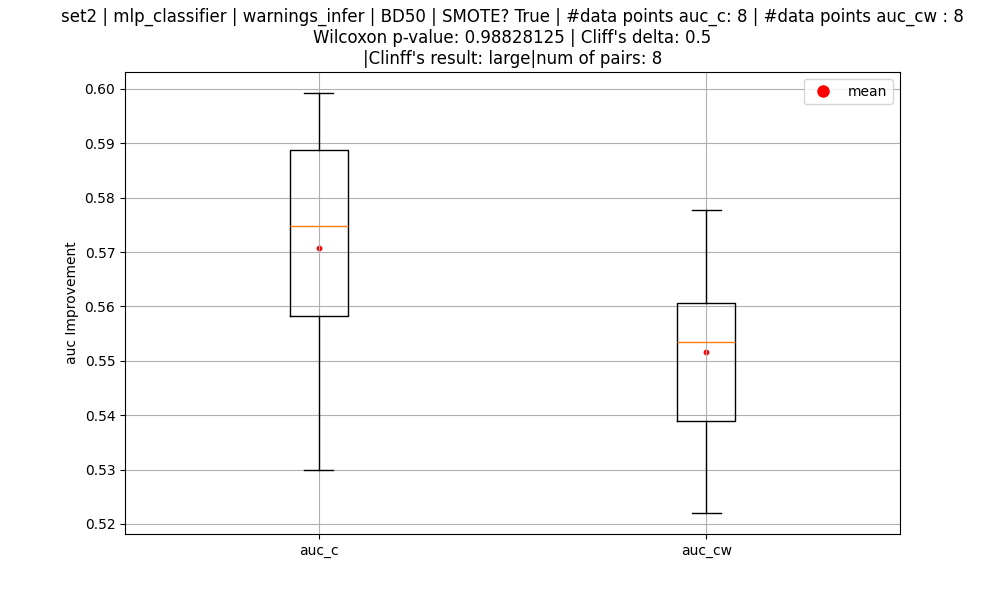 set2 | mlp_classifier | warnings_infer | BD50 | SMOTE? True | #data points auc_c: 8 | #data points auc_cw : 8
Wilcoxon p-value: 0.98828125 | Cliff's delta: 0.5
|Clinff's result: large|num of pairs: 8
mean
0.60
0.59
0.58
0.57
0.56
0.55
0.54
0.53
0.52
auc Improvement
auc_c
auc_cw